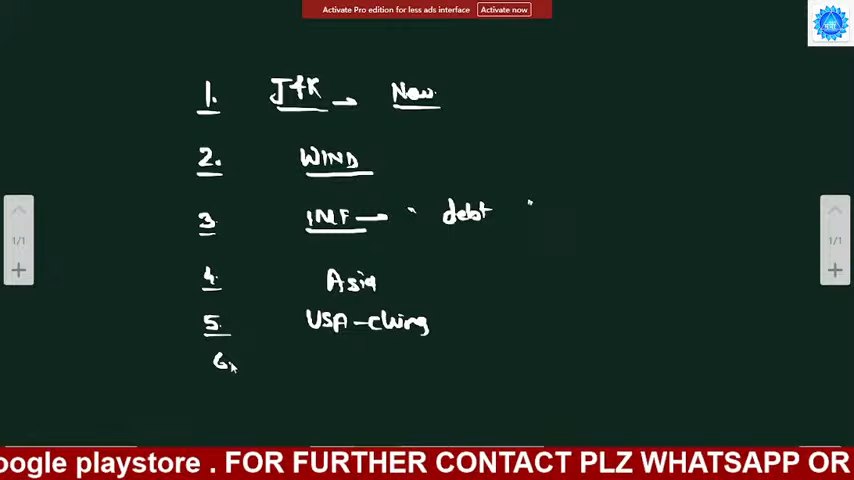 Activate Pro edition for less ads interface Activate now
1. J&K → New
2. WIND
3. INF → " debt "
1/1 1/1
4. Asia
5. USA - China
6.
oogle playstore . FOR FURTHER CONTACT PLZ WHATSAPP OR